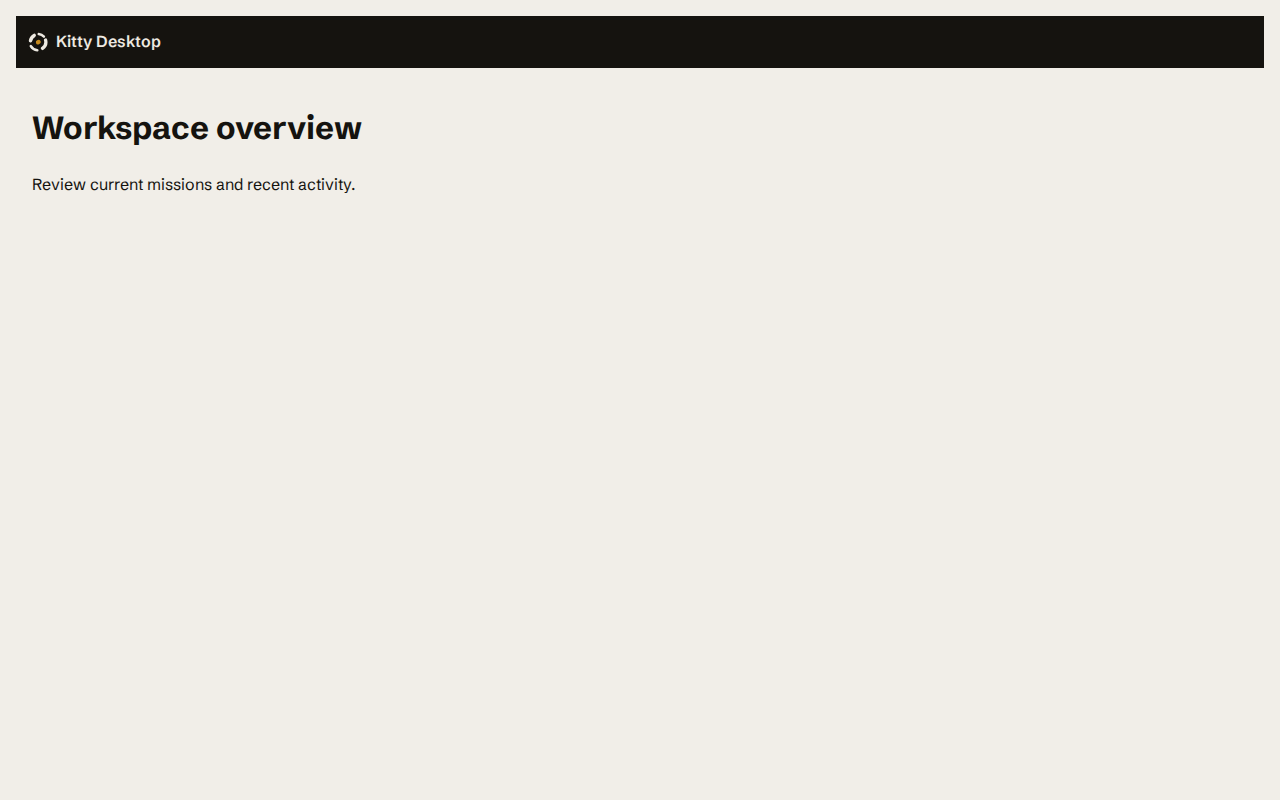 Kitty Desktop
Workspace overview
Review current missions and recent activity.